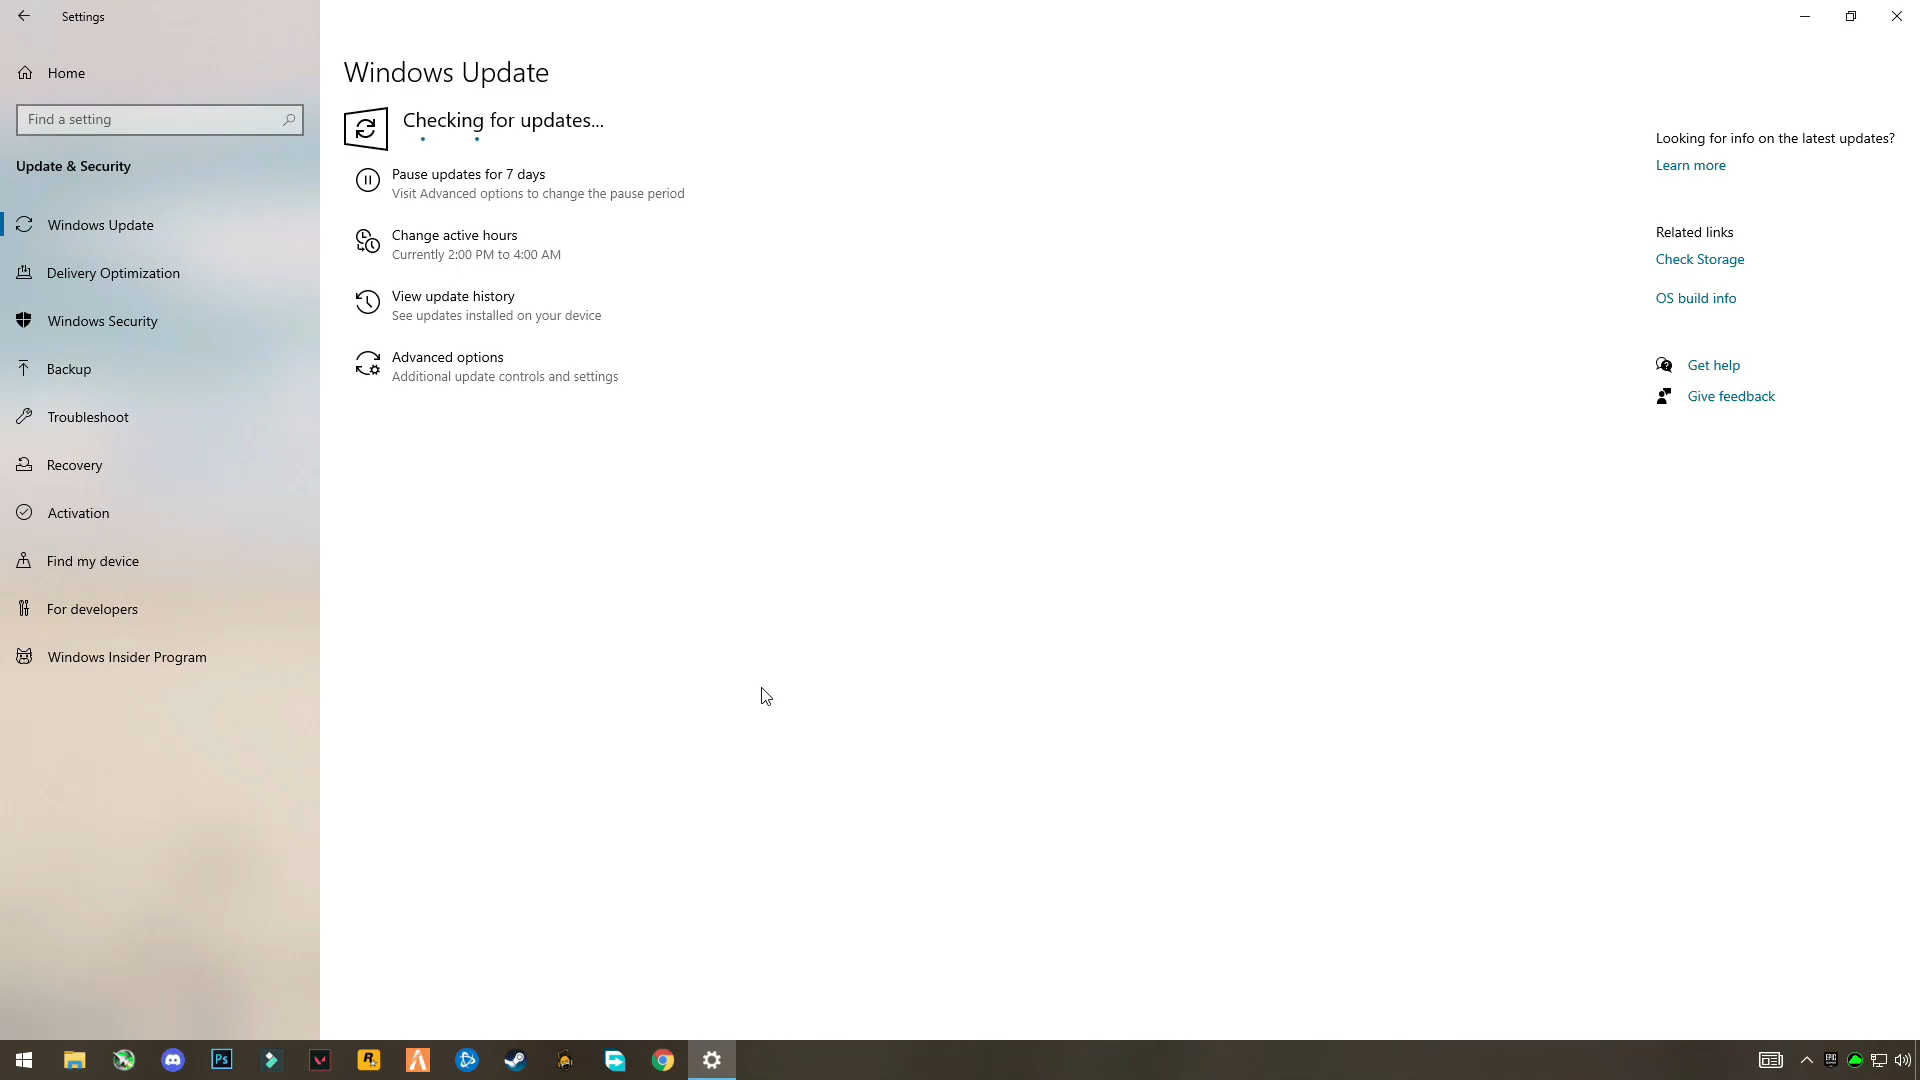 Settings
Home
Find a setting
Update & Security
Windows Update
Delivery Optimization
Windows Security
Backup
Troubleshoot
Recovery
Activation
Find my device
For developers
Windows Insider Program
Windows Update
Checking for updates...
Pause updates for 7 days
Visit Advanced options to change the pause period
Change active hours
Currently 2:00 PM to 4:00 AM
View update history
See updates installed on your device
Advanced options
Additional update controls and settings
Looking for info on the latest updates?
Learn more
Related links
Check Storage
OS build info
Get help
Give feedback
Ps
R
EPIC